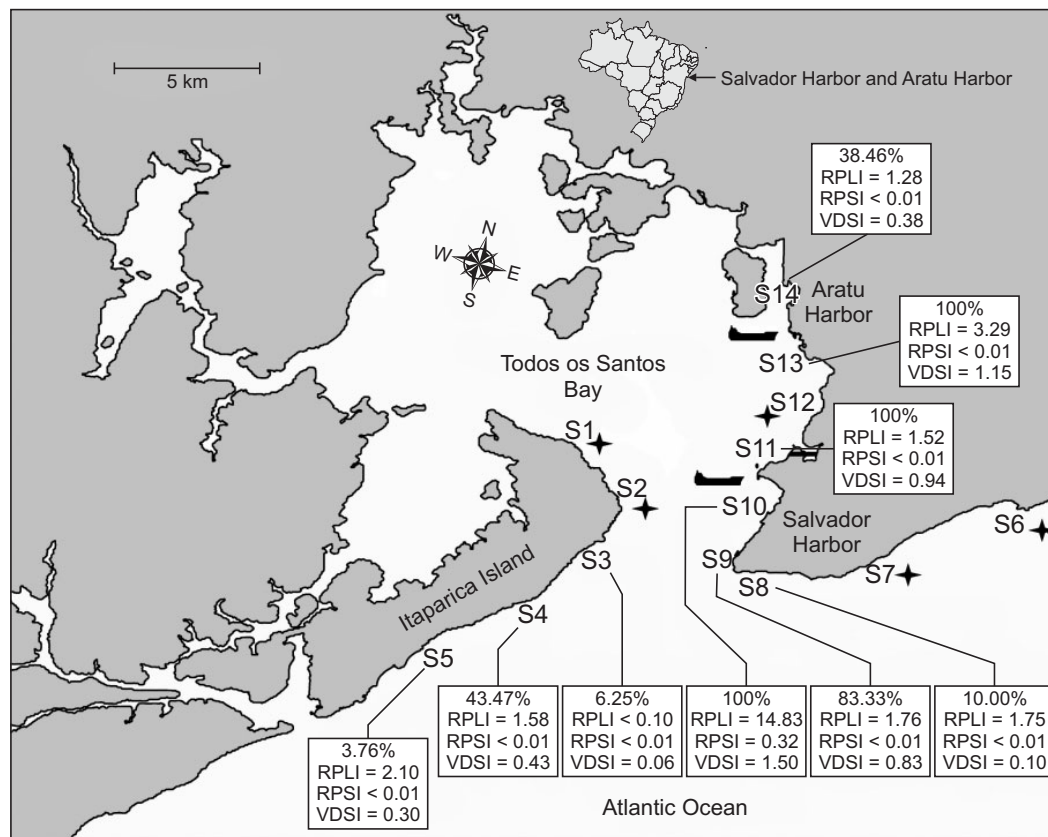 5 km
Salvador Harbor and Aratu Harbor
38.46%
RPLI = 1.28
RPSI < 0.01
VDSI = 0.38
N
W
E
S
S14
Aratu
Harbor
100%
RPLI = 3.29
RPSI < 0.01
VDSI = 1.15
Todos os Santos
Bay
S13
S12
S1
S11
100%
RPLI = 1.52
RPSI < 0.01
VDSI = 0.94
S2
S10
Salvador
Harbor
S6
S3
S9
S8
S7
Itaparica Island
S4
S5
43.47%
RPLI = 1.58
RPSI < 0.01
VDSI = 0.43
6.25%
RPLI < 0.10
RPSI < 0.01
VDSI = 0.06
100%
RPLI = 14.83
RPSI = 0.32
VDSI = 1.50
83.33%
RPLI = 1.76
RPSI < 0.01
VDSI = 0.83
10.00%
RPLI = 1.75
RPSI < 0.01
VDSI = 0.10
3.76%
RPLI = 2.10
RPSI < 0.01
VDSI = 0.30
Atlantic Ocean